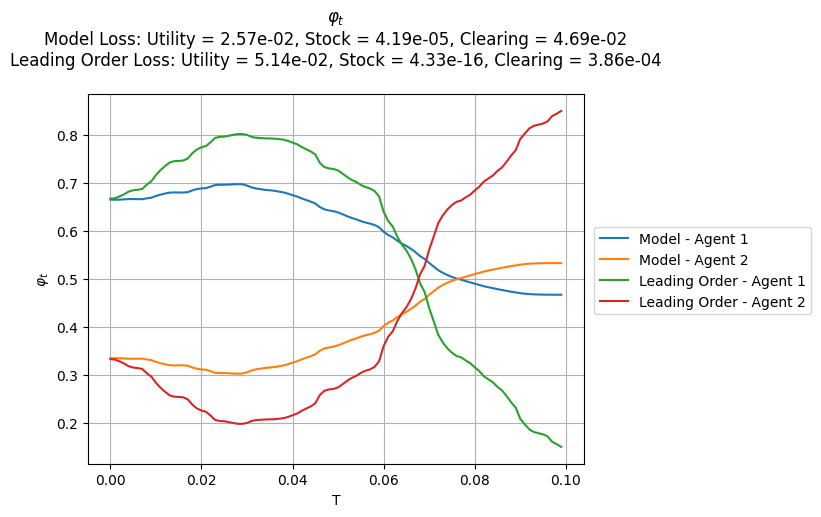 φₜ
Model Loss: Utility = 2.57e-02, Stock = 4.19e-05, Clearing = 4.69e-02
Leading Order Loss: Utility = 5.14e-02, Stock = 4.33e-16, Clearing = 3.86e-04
0.8
0.7
0.6
0.5
0.4
0.3
0.2
φₜ
0.00 0.02 0.04 0.06 0.08 0.10
T
Model - Agent 1
Model - Agent 2
Leading Order - Agent 1
Leading Order - Agent 2